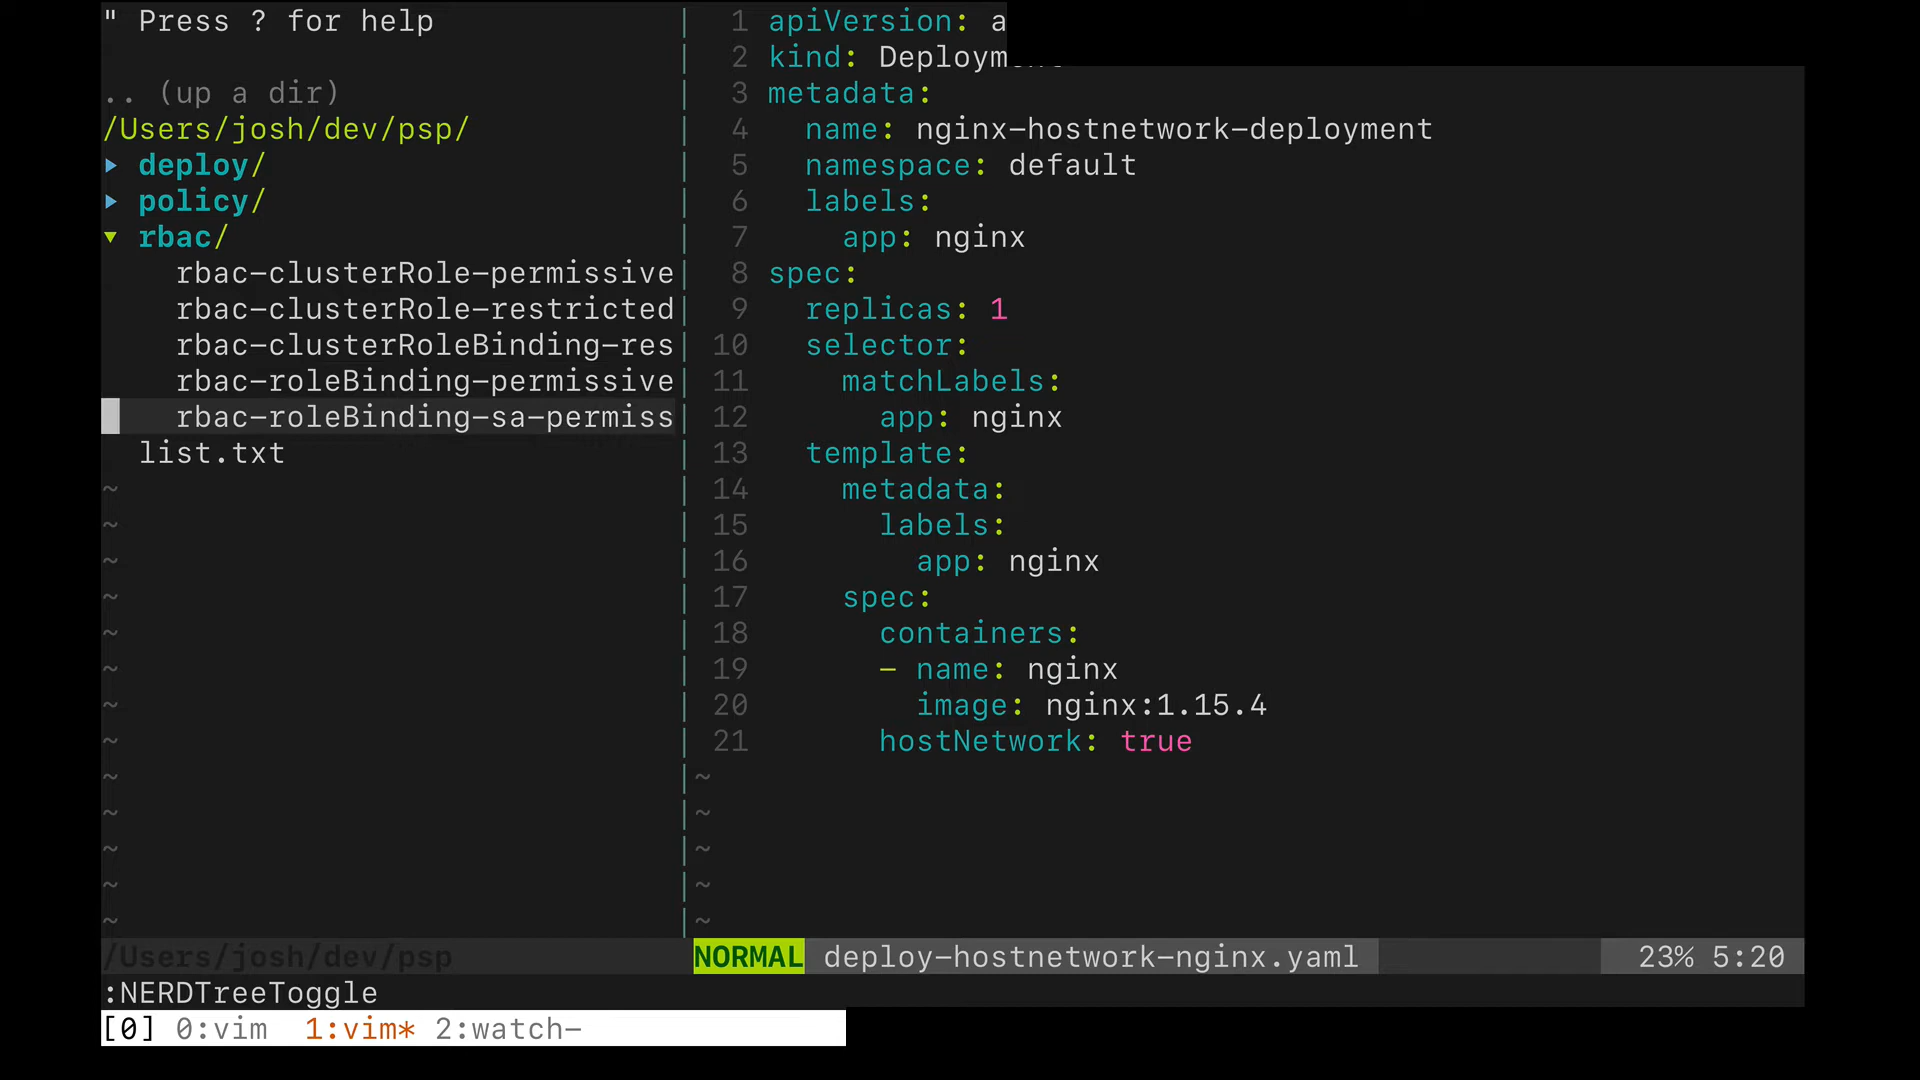 " Press ? for help
.. (up a dir)
/Users/josh/dev/psp/
▸ deploy/
▸ policy/
▾ rbac/
rbac-clusterRole-permissive
rbac-clusterRole-restricted
rbac-clusterRoleBinding-res
rbac-roleBinding-permissive
rbac-roleBinding-sa-permiss
list.txt
~
~
~
~
~
~
~
~
~
~
~
~
~
/Users/josh/dev/psp
1 apiVersion: a
2 kind: Deployment
3 metadata:
4   name: nginx-hostnetwork-deployment
5   namespace: default
6   labels:
7     app: nginx
8 spec:
9   replicas: 1
10   selector:
11     matchLabels:
12       app: nginx
13   template:
14     metadata:
15       labels:
16         app: nginx
17     spec:
18       containers:
19       - name: nginx
20         image: nginx:1.15.4
21       hostNetwork: true
~
~
~
~
~
NORMAL deploy-hostnetwork-nginx.yaml 23% 5:20
:NERDTreeToggle
[0] 0:vim 1:vim* 2:watch-